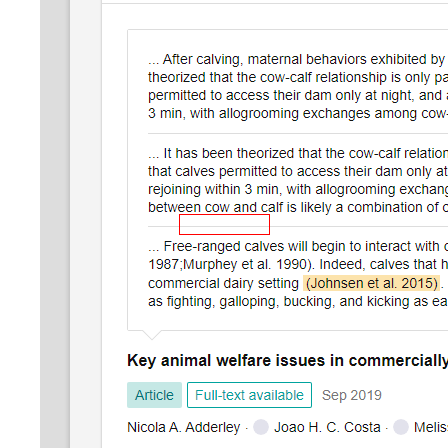 ... After calving, maternal behaviors exhibited by
theorized that the cow-calf relationship is only pa
permitted to access their dam only at night, and
3 min, with allogrooming exchanges among cow-
... It has been theorized that the cow-calf relation
that calves permitted to access their dam only at
rejoining within 3 min, with allogrooming exchang
between cow and calf is likely a combination of
... Free-ranged calves will begin to interact with
1987;Murphey et al. 1990). Indeed, calves that h
commercial dairy setting (Johnsen et al. 2015).
as fighting, galloping, bucking, and kicking as ea
Key animal welfare issues in commercially
Article Full-text available Sep 2019
Nicola A. Adderley · Joao H. C. Costa · Melis